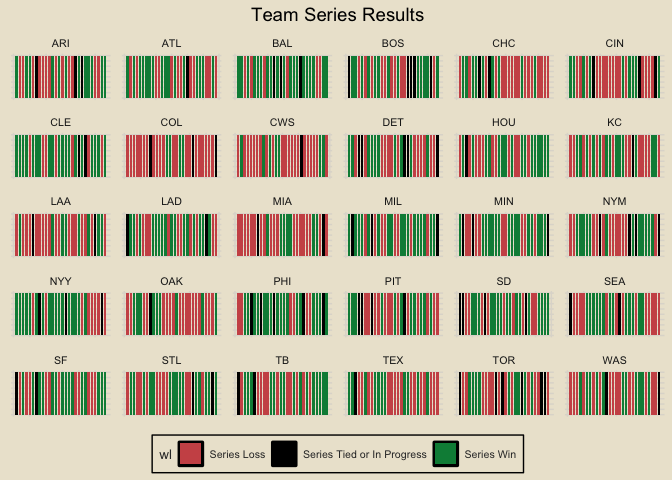 Team Series Results
ARI ATL BAL BOS CHC CIN
CLE COL CWS DET HOU KC
LAA LAD MIA MIL MIN NYM
NYY OAK PHI PIT SD SEA
SF STL TB TEX TOR WAS
wl Series Loss Series Tied or In Progress Series Win